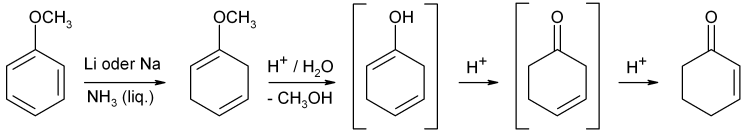 OCH3
Li oder Na
NH3 (liq.)
OCH3
H+ / H2O
- CH3OH
OH
H+
O
H+
O